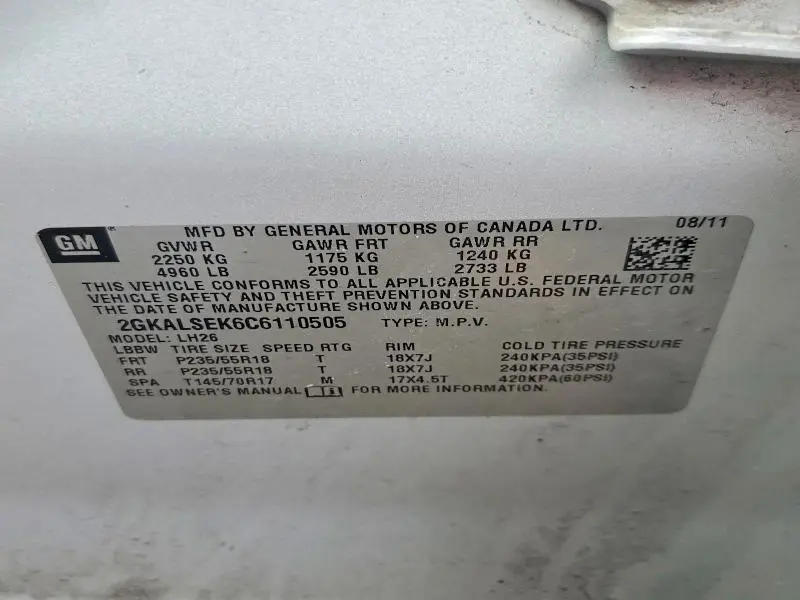 GM MFD BY GENERAL MOTORS OF CANADA LTD. 08/11
GVWR GAWR FRT GAWR RR
2250 KG 1175 KG 1240 KG
4960 LB 2590 LB 2733 LB
THIS VEHICLE CONFORMS TO ALL APPLICABLE U.S. FEDERAL MOTOR
VEHICLE SAFETY AND THEFT PREVENTION STANDARDS IN EFFECT ON
THE DATE OF MANUFACTURE SHOWN ABOVE.
2GKALSEK6C6110505 TYPE: M.P.V.
MODEL: LH26
LBBW TIRE SIZE SPEED RTG RIM COLD TIRE PRESSURE
FRT P235/55R18 T 18X7J 240KPA(35PSI)
RR P235/55R18 T 18X7J 240KPA(35PSI)
SPA T145/70R17 M 17X4.5T 420KPA(60PSI)
SEE OWNER'S MANUAL FOR MORE INFORMATION.